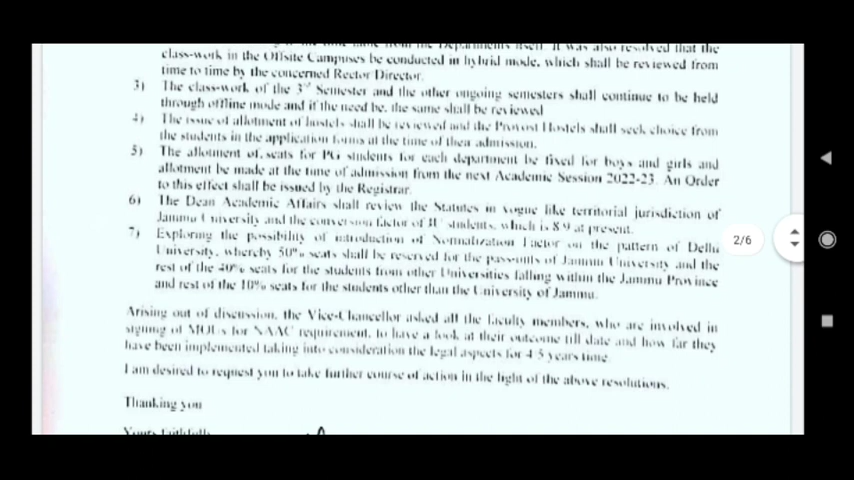 from the Departments itself. It was also resolved that the
class-work in the Offsite Campuses be conducted in hybrid mode, which shall be reviewed from
time to time by the concerned Rector Director.
3) The class-work of the 3rd Semester and the other ongoing semesters shall continue to be held
through offline mode and if the need be, the same shall be reviewed
4) The issue of allotment of hostels shall be reviewed and the Provost Hostels shall seek choice from
the students in the application forms at the time of their admission.
5) The allotment of seats for PG students for each department be fixed for boys and girls and
allotment be made at the time of admission from the next Academic Session 2022-23. An Order
to this effect shall be issued by the Registrar.
6) The Dean Academic Affairs shall review the Statutes in vogue like territorial jurisdiction of
Jammu University and the conversion factor of JU students, which is 8.9 at present.
7) Exploring the possibility of introduction of Normatization Factor on the pattern of Delhi
University, whereby 50% seats shall be reserved for the passouts of Jammu University and the
rest of the 40% seats for the students from other Universities falling within the Jammu Province
and rest of the 10% seats for the students other than the University of Jammu.
Arising out of discussion, the Vice-Chancellor asked all the faculty members, who are involved in
signing of MOUs for NAAC requirement, to have a look at their outcome till date and how far they
have been implemented taking into consideration the legal aspects for 4-5 years time.
I am desired to request you to take further course of action in the light of the above resolutions.
Thanking you
Yours faithfully
2/6